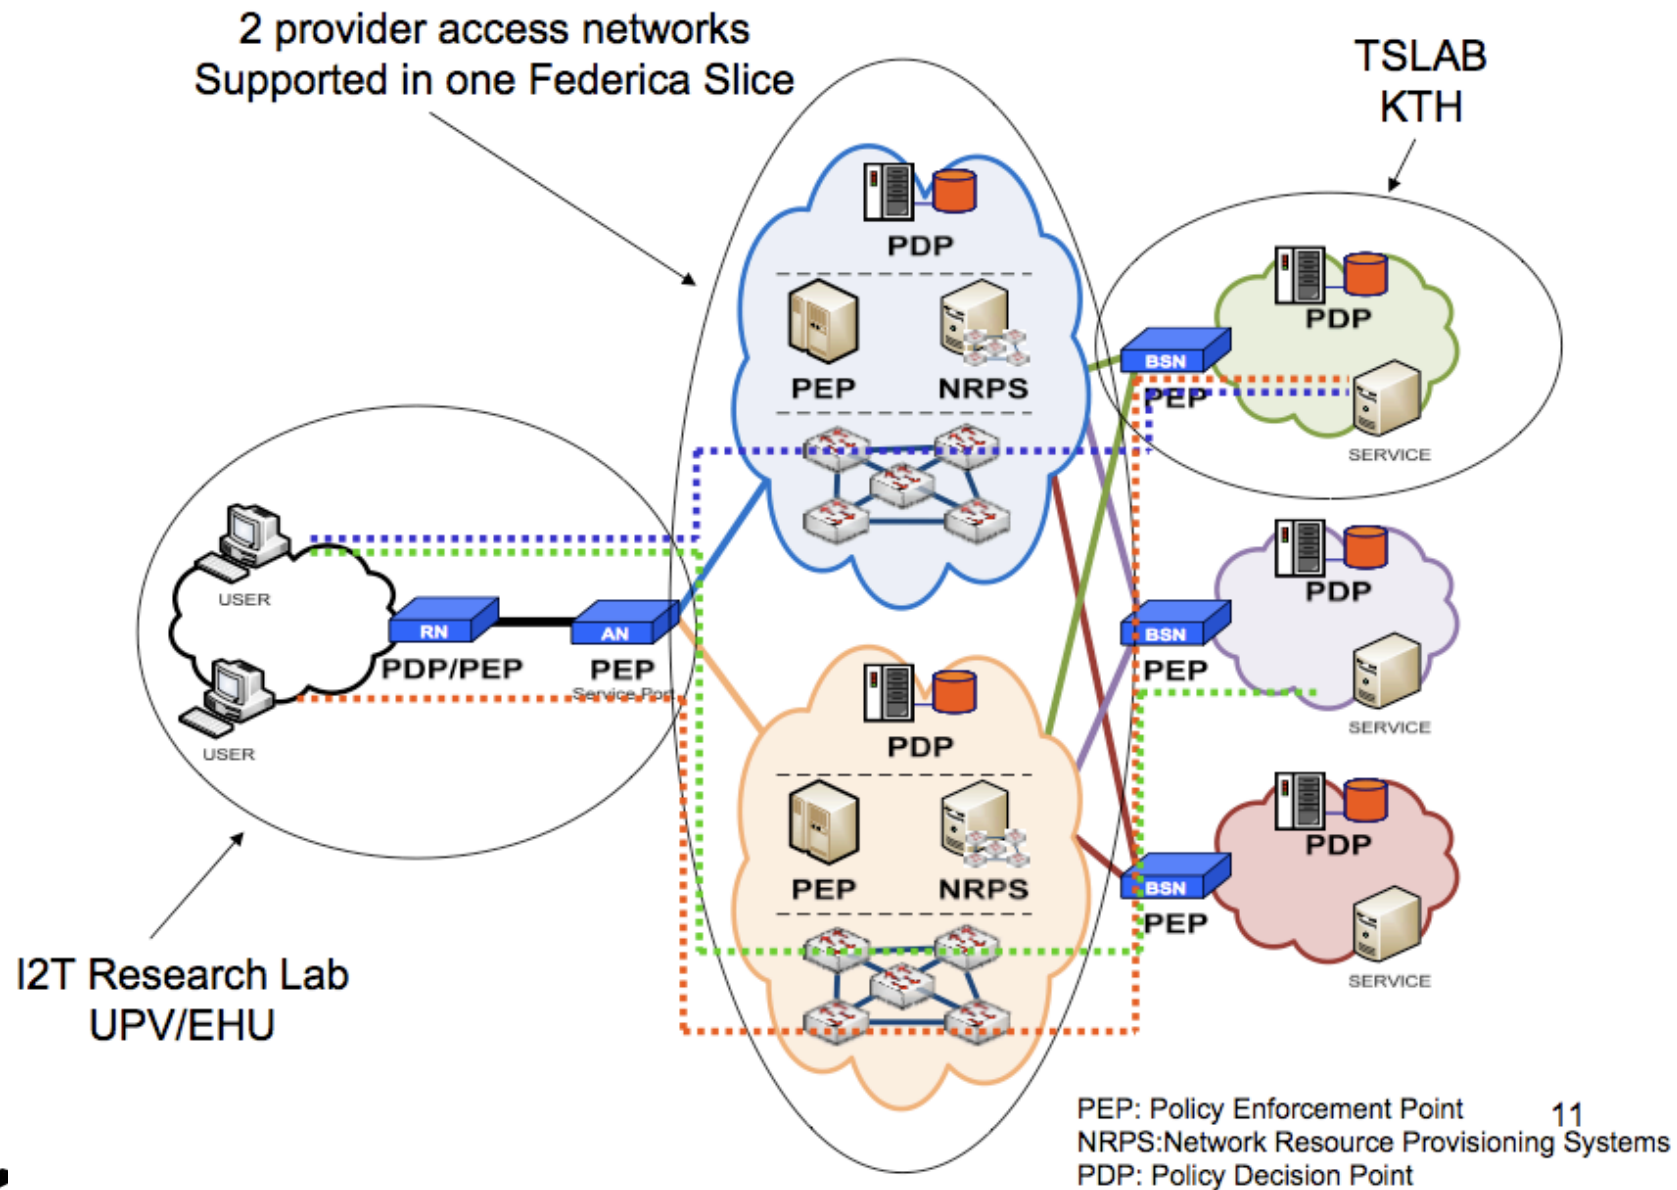 2 provider access networks
Supported in one Federica Slice
TSLAB
KTH
PDP
PEP
NRPS
PDP
BSN
PEP
SERVICE
USER
RN
PDP/PEP
AN
PEP
Service Port
USER
PDP
BSN
PEP
SERVICE
PDP
PEP
NRPS
PDP
BSN
PEP
SERVICE
I2T Research Lab
UPV/EHU
PEP: Policy Enforcement Point
11
NRPS:Network Resource Provisioning Systems
PDP: Policy Decision Point